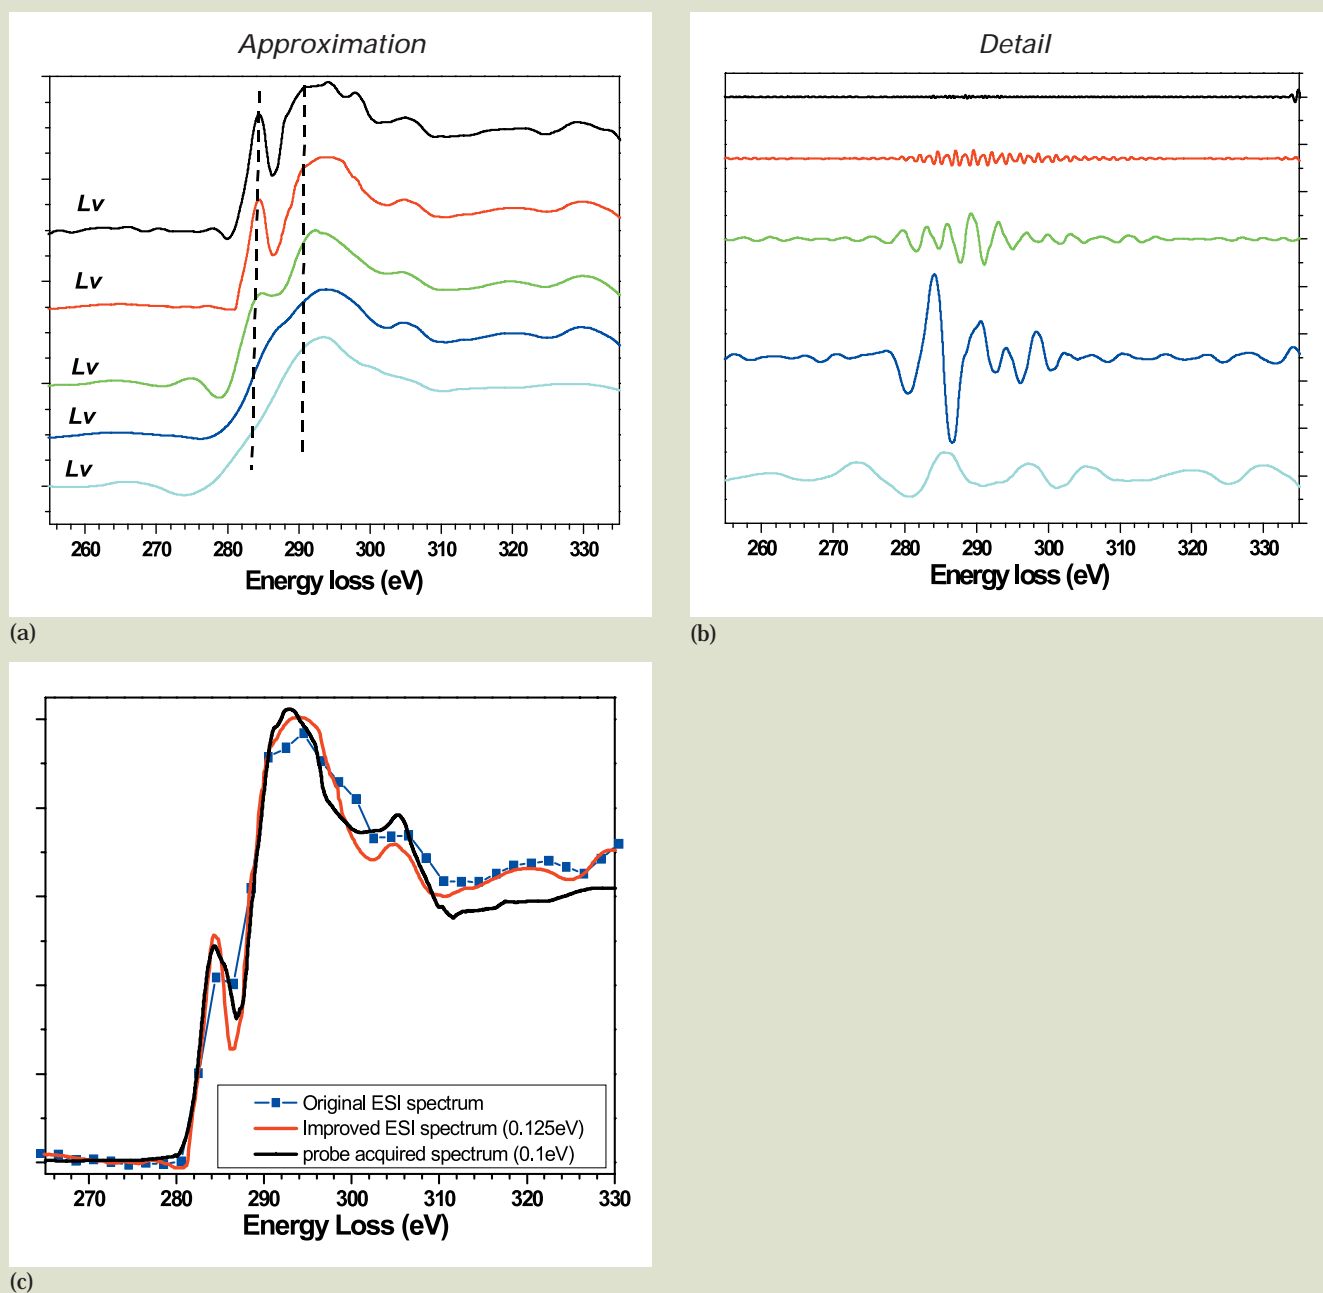 Approximation
Lv
Lv
Lv
Lv
Lv
260 270 280 290 300 310 320 330
Energy loss (eV)
(a)
Detail
260 270 280 290 300 310 320 330
Energy loss (eV)
(b)
Original ESI spectrum
Improved ESI spectrum (0.125eV)
probe acquired spectrum (0.1eV)
270 280 290 300 310 320 330
Energy Loss (eV)
(c)